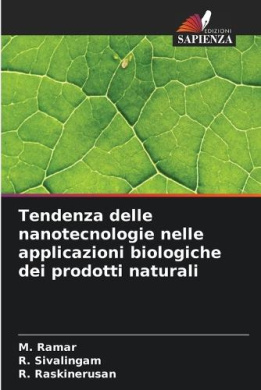 EDIZIONI
SAPIENZA
Tendenza delle
nanotecnologie nelle
applicazioni biologiche
dei prodotti naturali
M. Ramar
R. Sivalingam
R. Raskinerusan